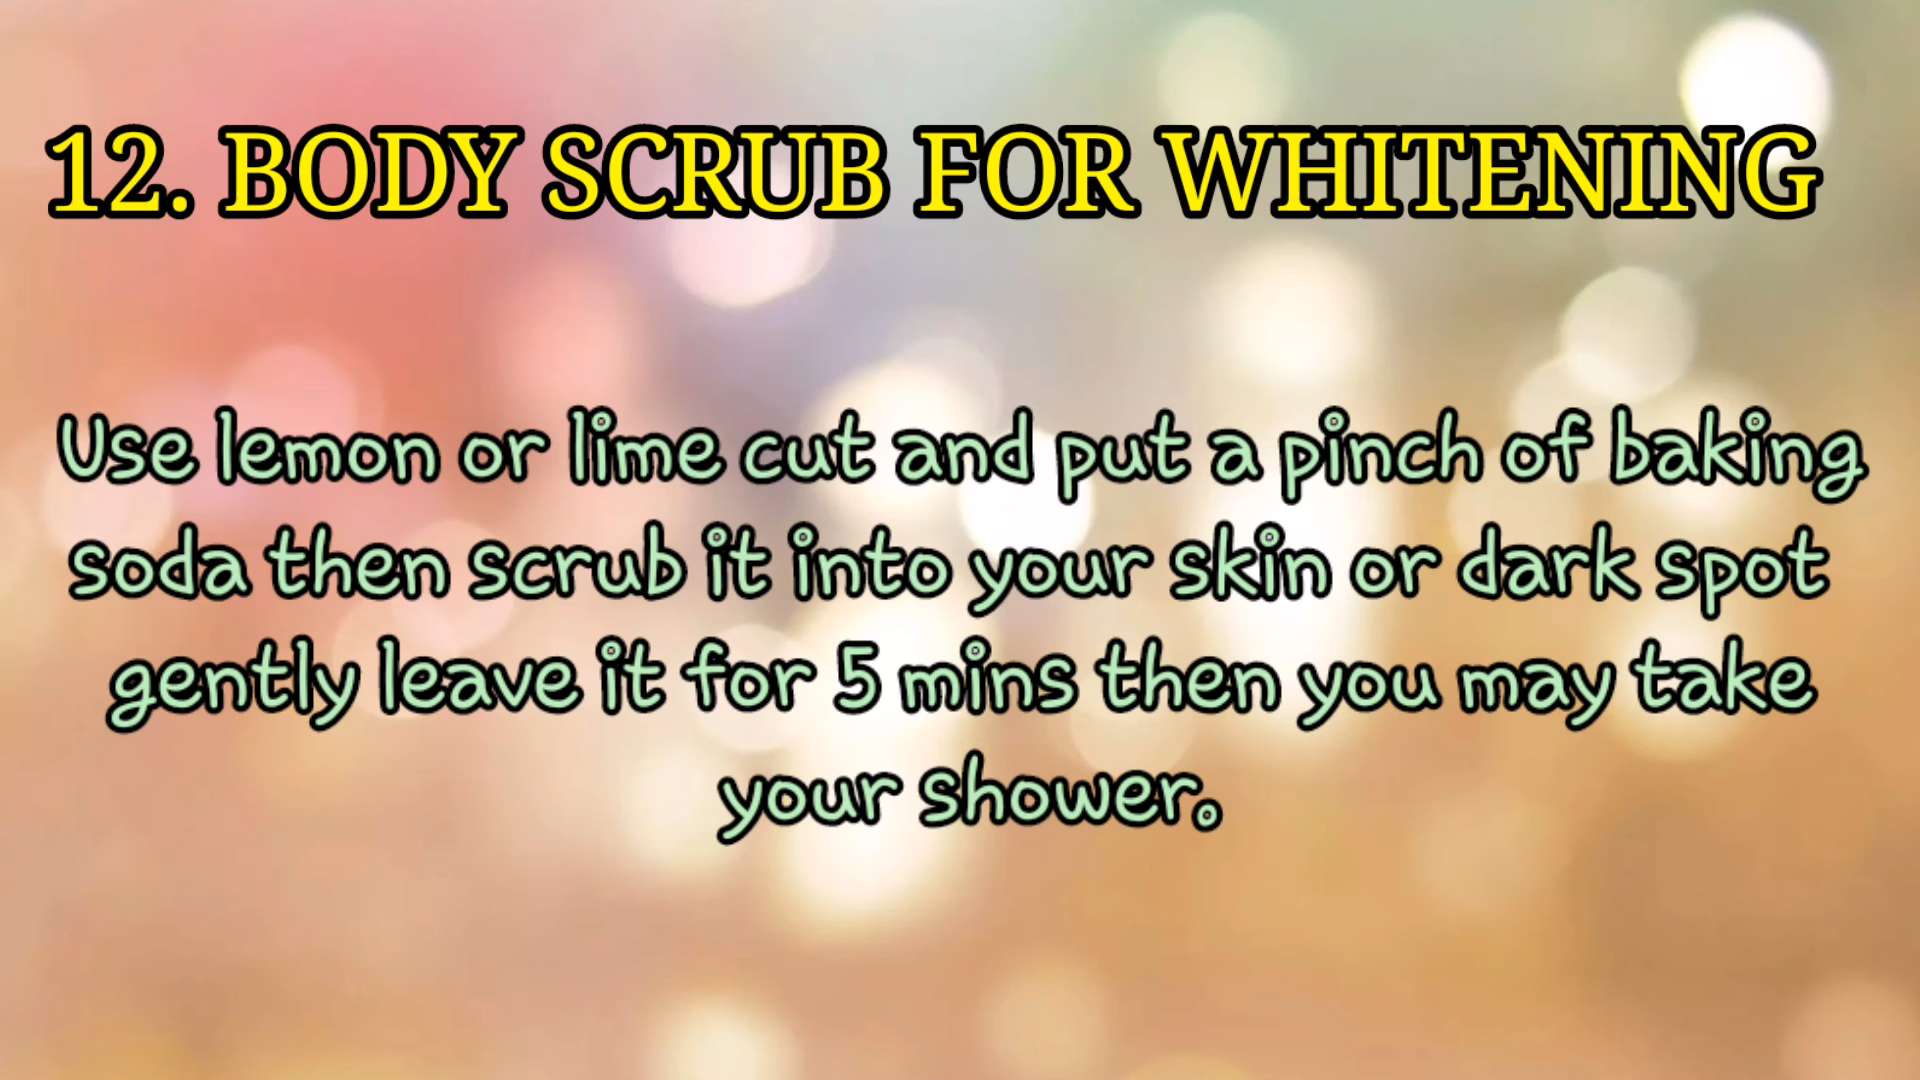 12. BODY SCRUB FOR WHITENING
Use lemon or lime cut and put a pinch of baking
soda then scrub it into your skin or dark spot
gently leave it for 5 mins then you may take
your shower.